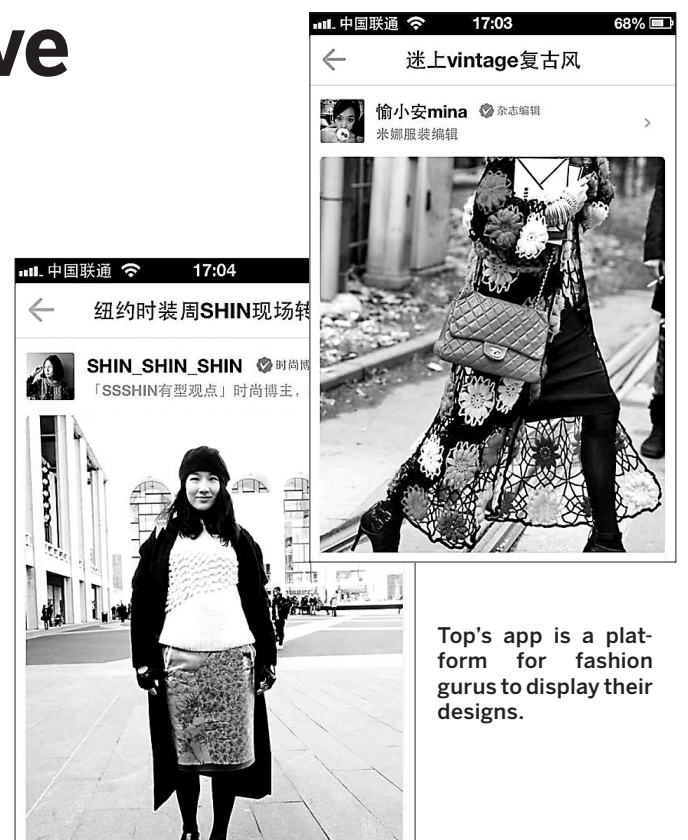 ve
中国联通 17:03 68%
迷上vintage复古风
愉小安mina 杂志编辑
米娜服装编辑
中国联通 17:04
纽约时装周SHIN现场转
SHIN_SHIN_SHIN 时尚博
「SSSHIN有型观点」时尚博主，
Top's app is a plat-
form for fashion
gurus to display their
designs.